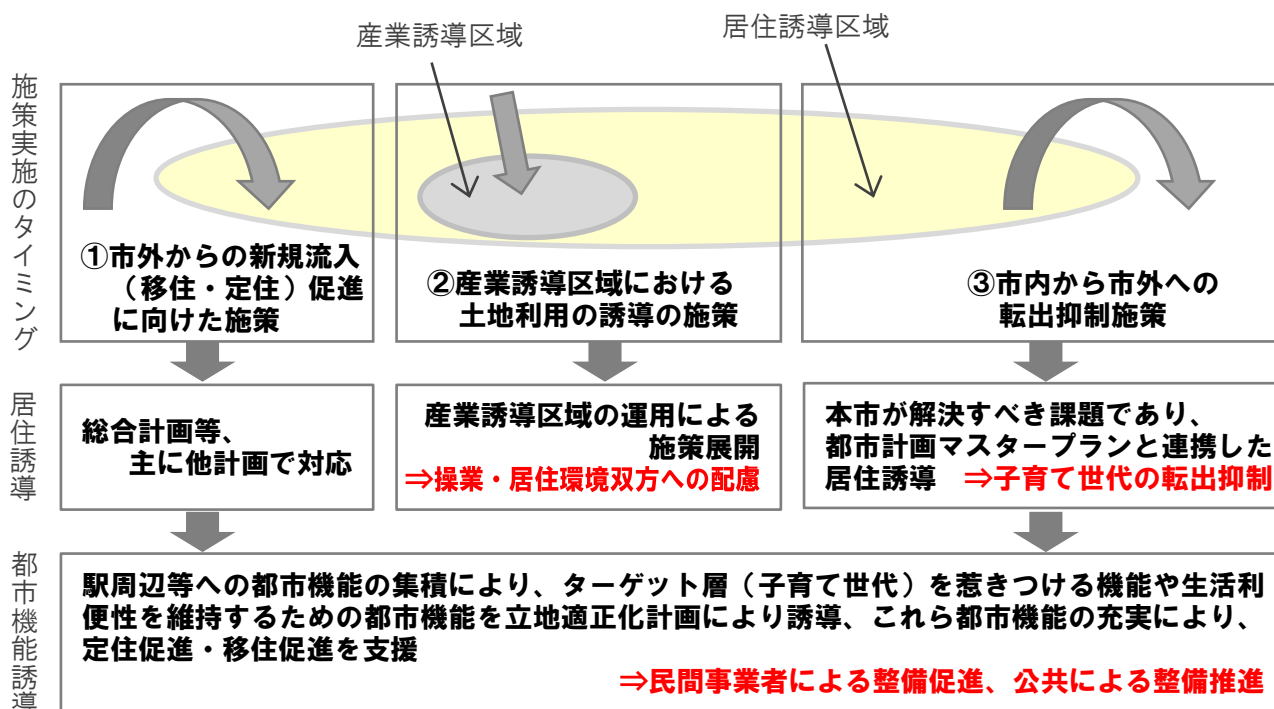 産業誘導区域
居住誘導区域
施策実施のタイミング
①市外からの新規流入
（移住・定住）促進
に向けた施策
②産業誘導区域における
土地利用の誘導の施策
③市内から市外への
転出抑制施策
居住誘導
総合計画等、
主に他計画で対応
産業誘導区域の運用による
施策展開
⇒操業・居住環境双方への配慮
本市が解決すべき課題であり、
都市計画マスタープランと連携した
居住誘導　⇒子育て世代の転出抑制
都市機能誘導
駅周辺等への都市機能の集積により、ターゲット層（子育て世代）を惹きつける機能や生活利
便性を維持するための都市機能を立地適正化計画により誘導、これら都市機能の充実により、
定住促進・移住促進を支援
⇒民間事業者による整備促進、公共による整備推進